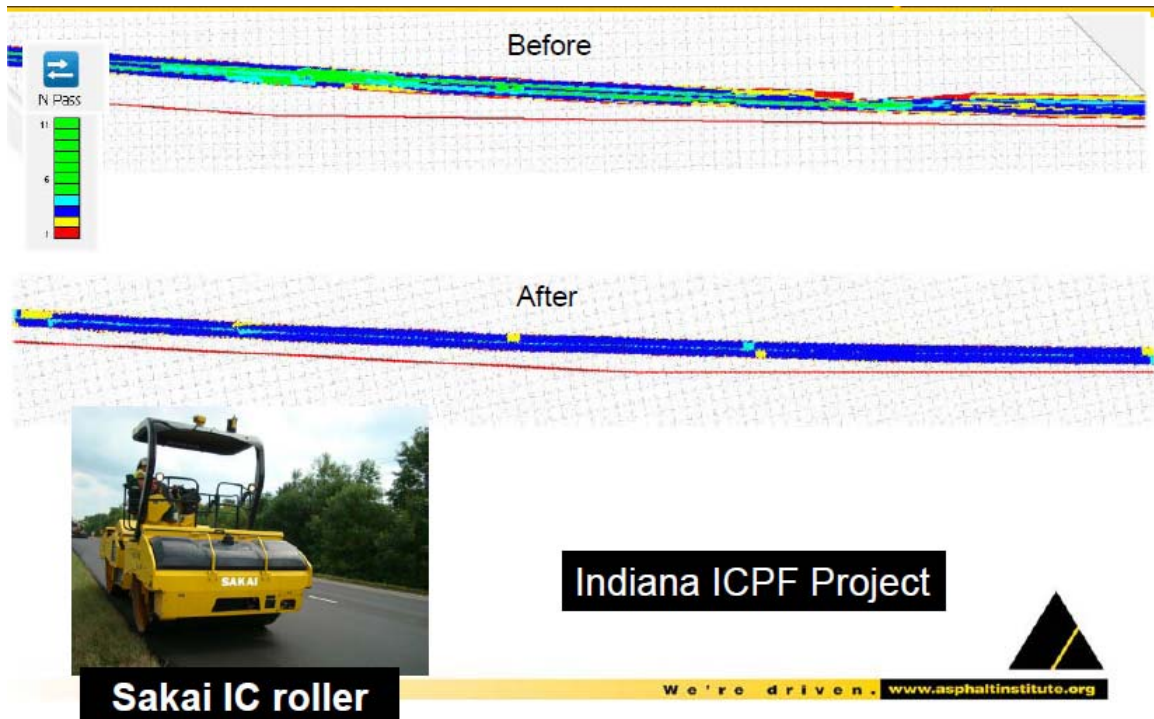 Before
N Pass
11
6
1
After
SAKAI
Indiana ICPF Project
Sakai IC roller
We're driven. www.asphaltinstitute.org